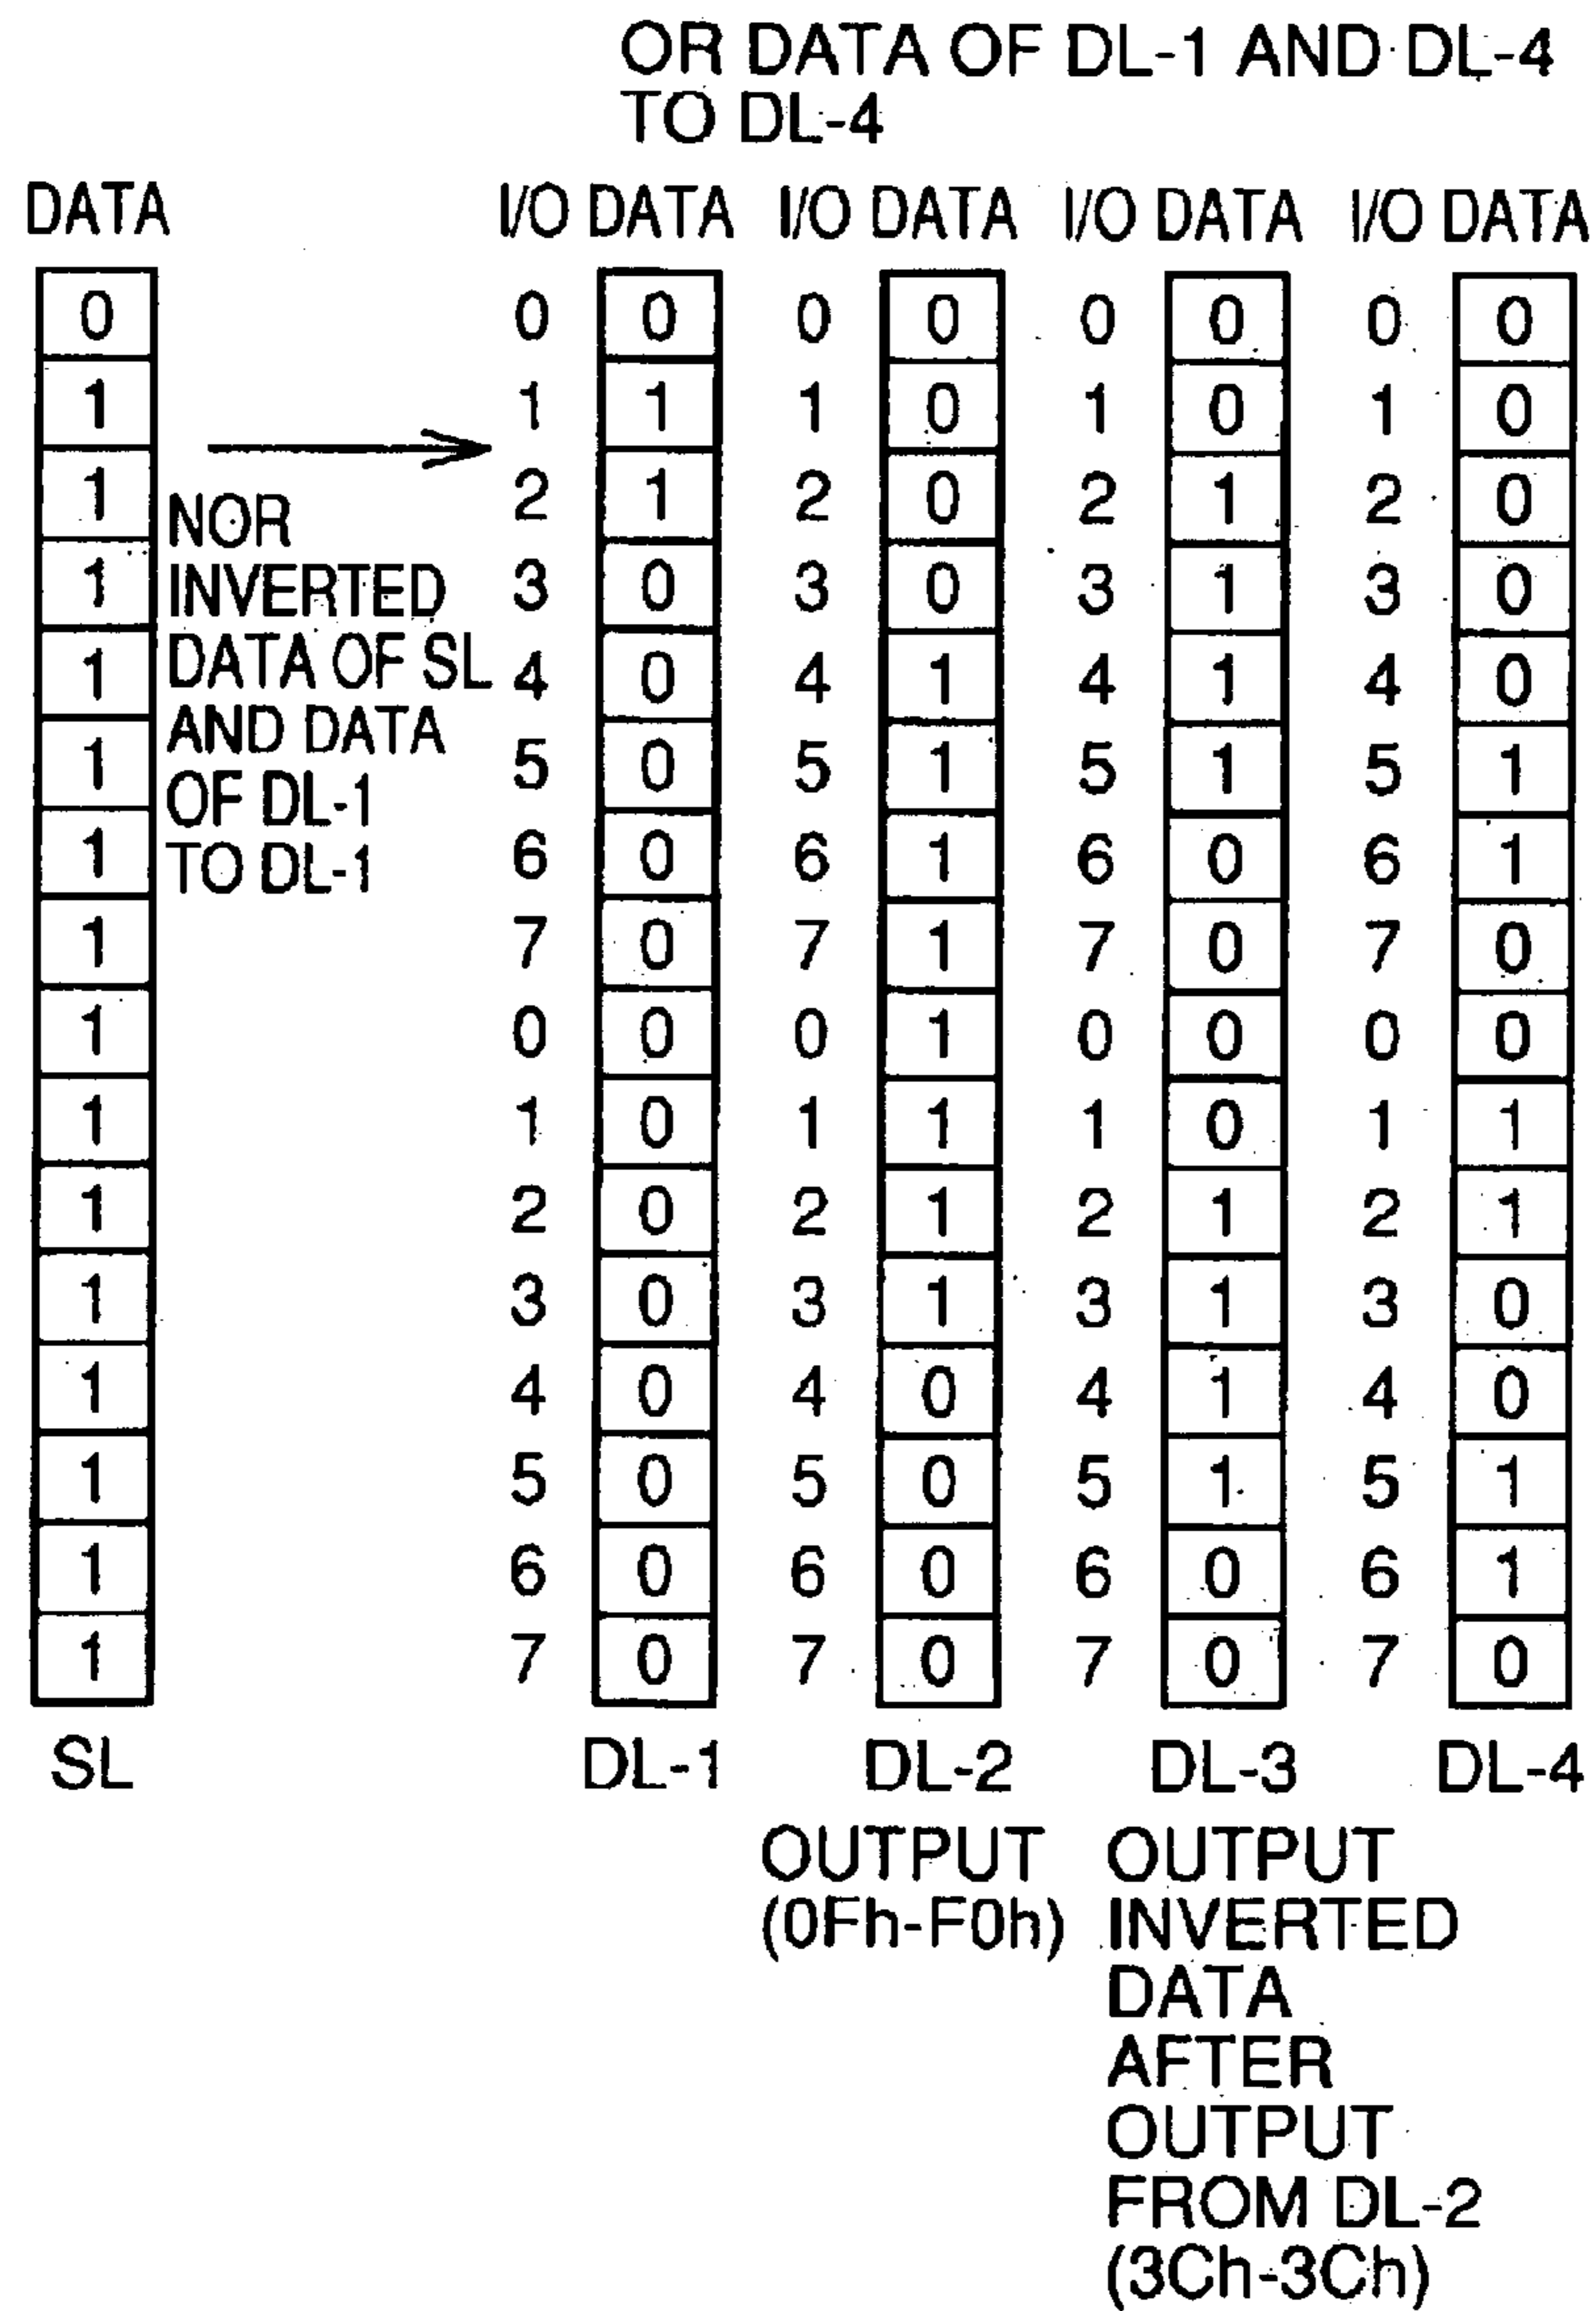 OR DATA OF DL-1 AND DL-4
TO DL-4
DATA I/O DATA I/O DATA I/O DATA I/O DATA
0 0 0 0 0 0 0 0 0
1 1 1 1 0 1 0 1 0
1 2 1 2 0 2 1 2 0
1 3 0 3 0 3 1 3 0
1 4 0 4 1 4 1 4 0
1 5 0 5 1 5 1 5 1
1 6 0 6 1 6 0 6 1
1 7 0 7 1 7 0 7 0
1 0 0 0 1 0 0 0 0
1 1 0 1 1 1 0 1 1
1 2 0 2 1 2 1 2 1
1 3 0 3 1 3 1 3 0
1 4 0 4 0 4 1 4 0
1 5 0 5 0 5 1 5 1
1 6 0 6 0 6 0 6 1
1 7 0 7 0 7 0 7 0
NOR
INVERTED
DATA OF SL
AND DATA
OF DL-1
TO DL-1
SL DL-1 DL-2 DL-3 DL-4
OUTPUT
(0Fh-F0h)
OUTPUT
INVERTED
DATA
AFTER
OUTPUT
FROM DL-2
(3Ch-3Ch)